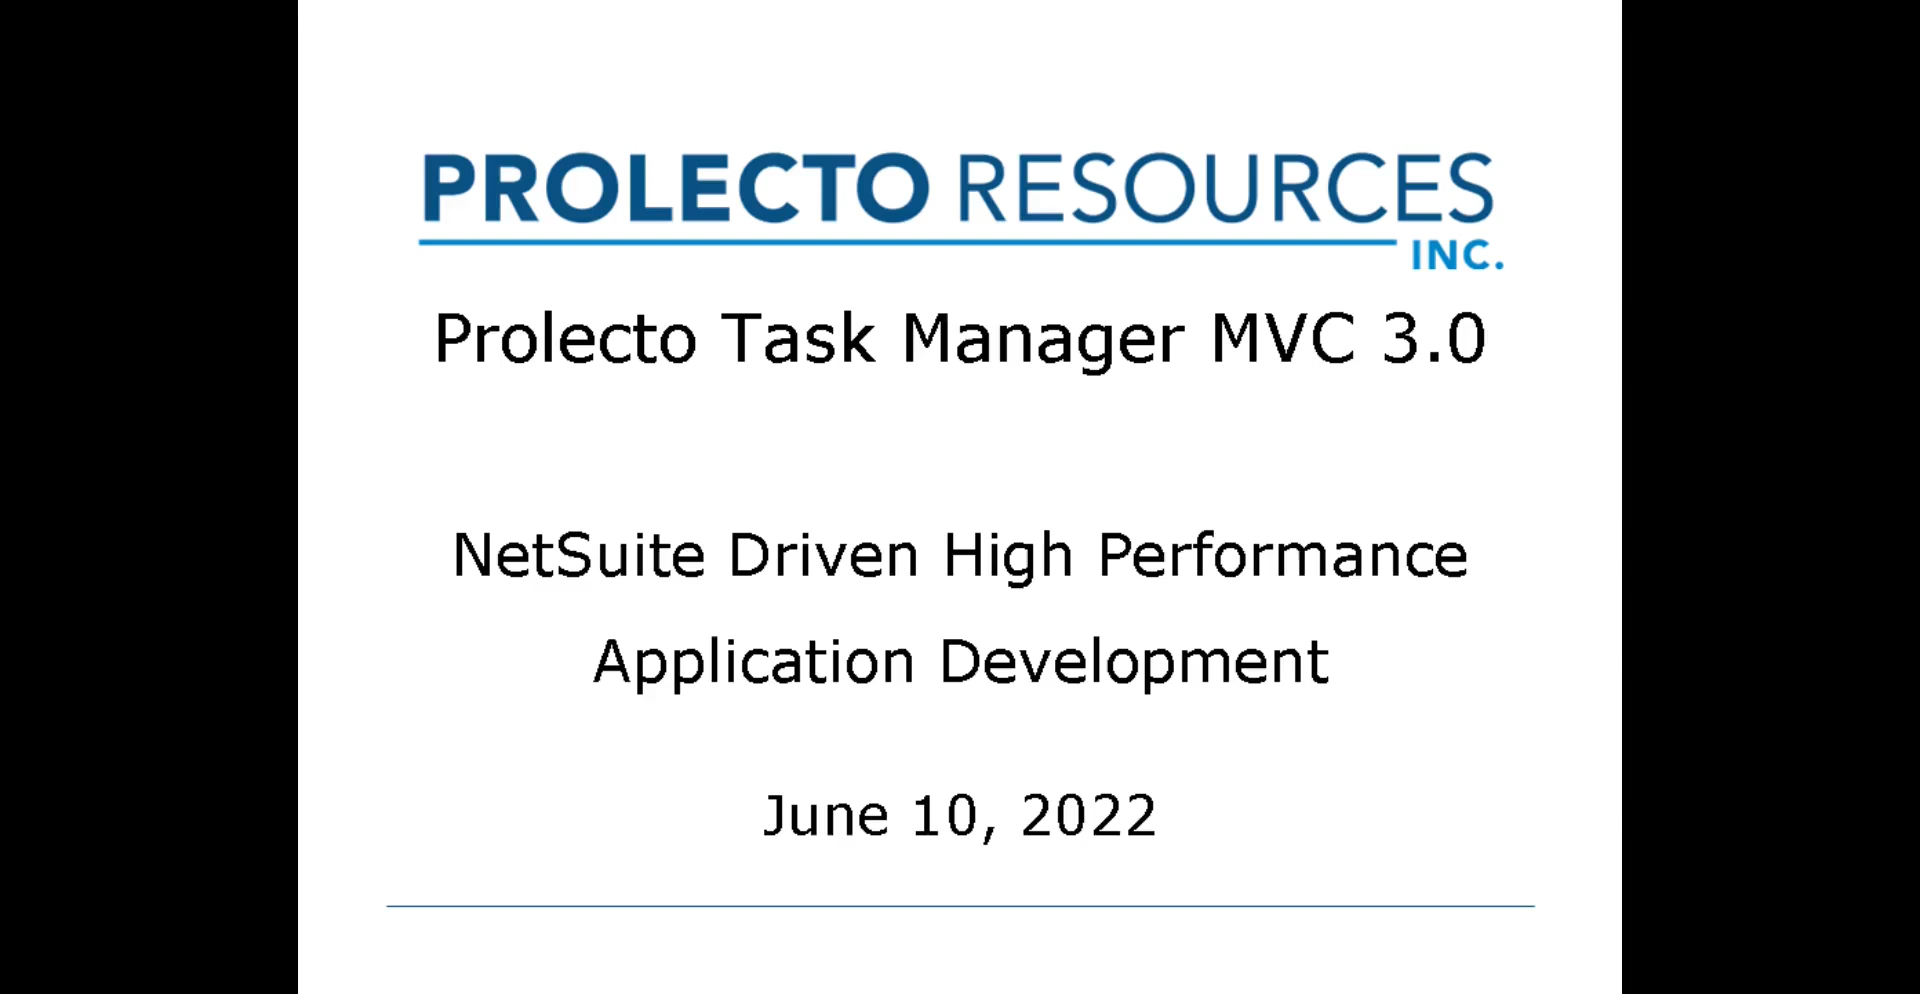 PROLECTO RESOURCES
INC.
Prolecto Task Manager MVC 3.0
NetSuite Driven High Performance
Application Development
June 10, 2022